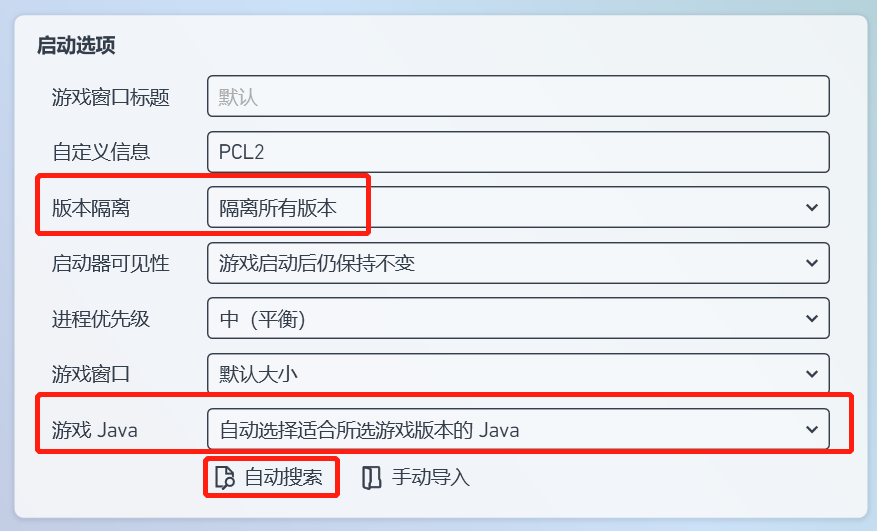 启动选项
游戏窗口标题 默认
自定义信息 PCL2
版本隔离 隔离所有版本
启动器可见性 游戏启动后仍保持不变
进程优先级 中（平衡）
游戏窗口 默认大小
游戏 Java 自动选择适合所选游戏版本的 Java
自动搜索 手动导入